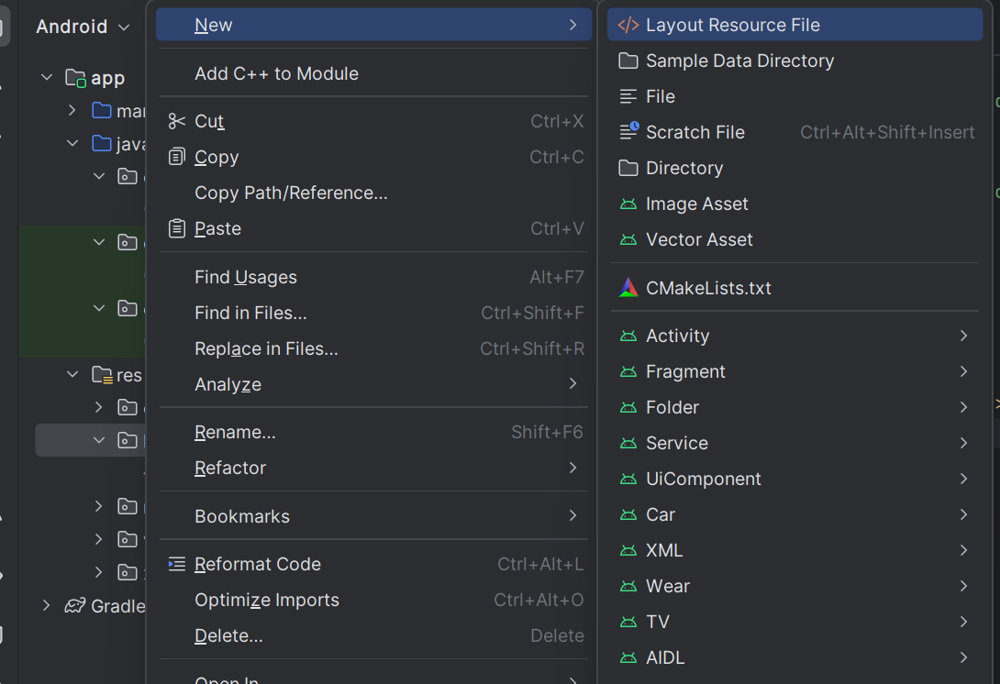 Android
app
res
Gradle
New
Add C++ to Module
Cut Ctrl+X
Copy Ctrl+C
Copy Path/Reference...
Paste Ctrl+V
Find Usages Alt+F7
Find in Files... Ctrl+Shift+F
Replace in Files... Ctrl+Shift+R
Analyze
Rename... Shift+F6
Refactor
Bookmarks
Reformat Code Ctrl+Alt+L
Optimize Imports Ctrl+Alt+O
Delete... Delete
Open In
Layout Resource File
Sample Data Directory
File
Scratch File Ctrl+Alt+Shift+Insert
Directory
Image Asset
Vector Asset
CMakeLists.txt
Activity
Fragment
Folder
Service
UiComponent
Car
XML
Wear
TV
AIDL